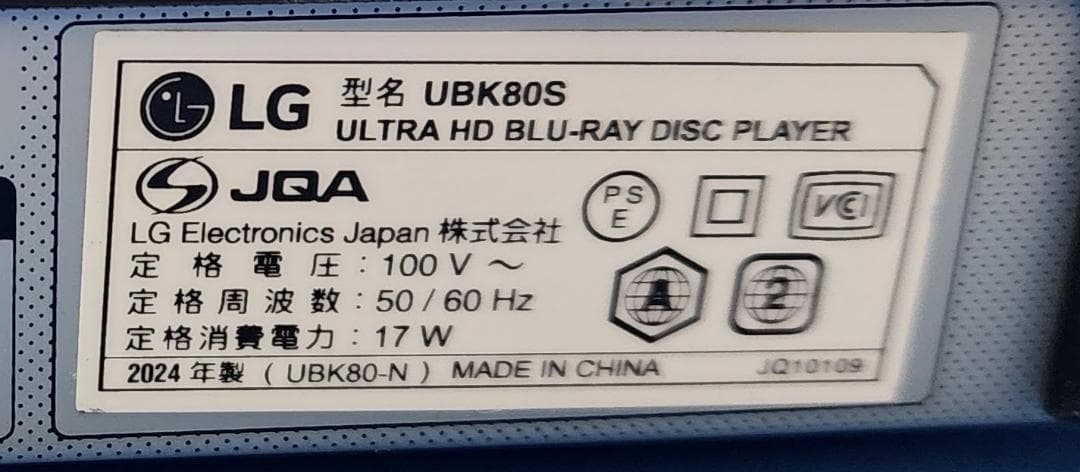 LG 型名 UBK80S
ULTRA HD BLU-RAY DISC PLAYER
JQA
PS
E
VCI
LG Electronics Japan 株式会社
定格電圧 : 100 V ～
定格周波数 : 50 / 60 Hz
定格消費電力 : 17 W
A
2
2024 年製 ( UBK80-N ) MADE IN CHINA JQ10109